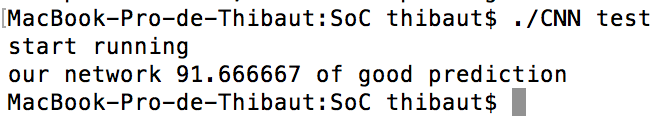 [MacBook-Pro-de-Thibaut:SoC thibaut$ ./CNN test
start running
our network 91.666667 of good prediction
MacBook-Pro-de-Thibaut:SoC thibaut$